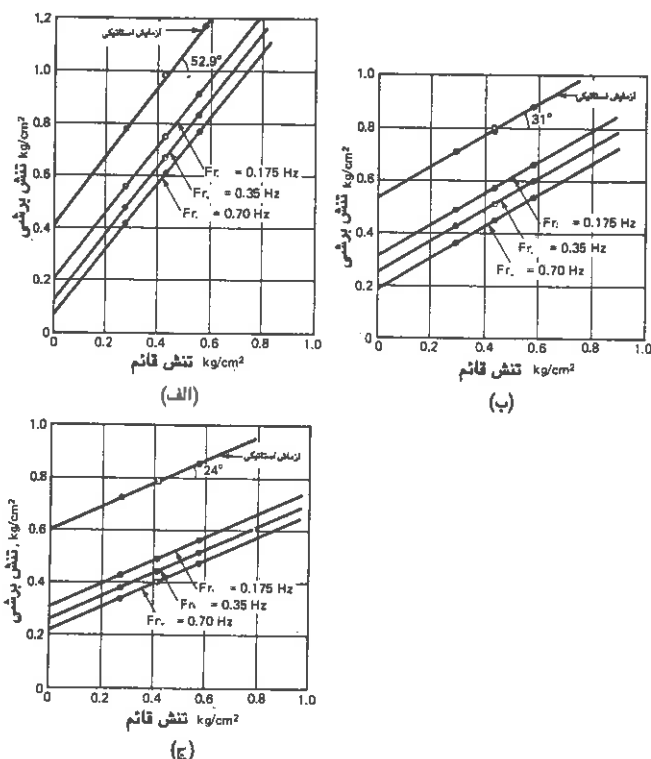 1.2
1.0
0.8
0.6
0.4
0.2
0
تنش برشی kg/cm²
آزمایش استاتیکی
52.9°
Fr. = 0.175 Hz
Fr. = 0.35 Hz
Fr. = 0.70 Hz
0 0.2 0.4 0.6 0.8 1.0
تنش قائم kg/cm²
(الف)
1.0
0.8
0.6
0.4
0.2
0
تنش برشی kg/cm²
آزمایش استاتیکی
31°
Fr. = 0.175 Hz
Fr. = 0.35 Hz
Fr. = 0.70 Hz
0 0.2 0.4 0.6 0.8 1.0
تنش قائم kg/cm²
(ب)
1.0
0.8
0.6
0.4
0.2
0
تنش برشی, kg/cm²
آزمایش استاتیکی
24°
Fr. = 0.175 Hz
Fr. = 0.35 Hz
Fr. = 0.70 Hz
0 0.2 0.4 0.6 0.8 1.0
تنش قائم kg/cm²
(ج)